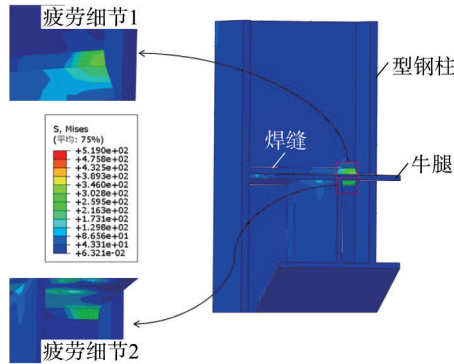 疲劳细节1
型钢柱
S, Mises
(平均: 75%)
+5.190e+02
+4.758e+02
+4.325e+02
+3.893e+02
+3.460e+02
+3.028e+02
+2.595e+02
+2.163e+02
+1.731e+02
+1.298e+02
+8.656e+01
+4.331e+01
+6.321e-02
焊缝
牛腿
疲劳细节2